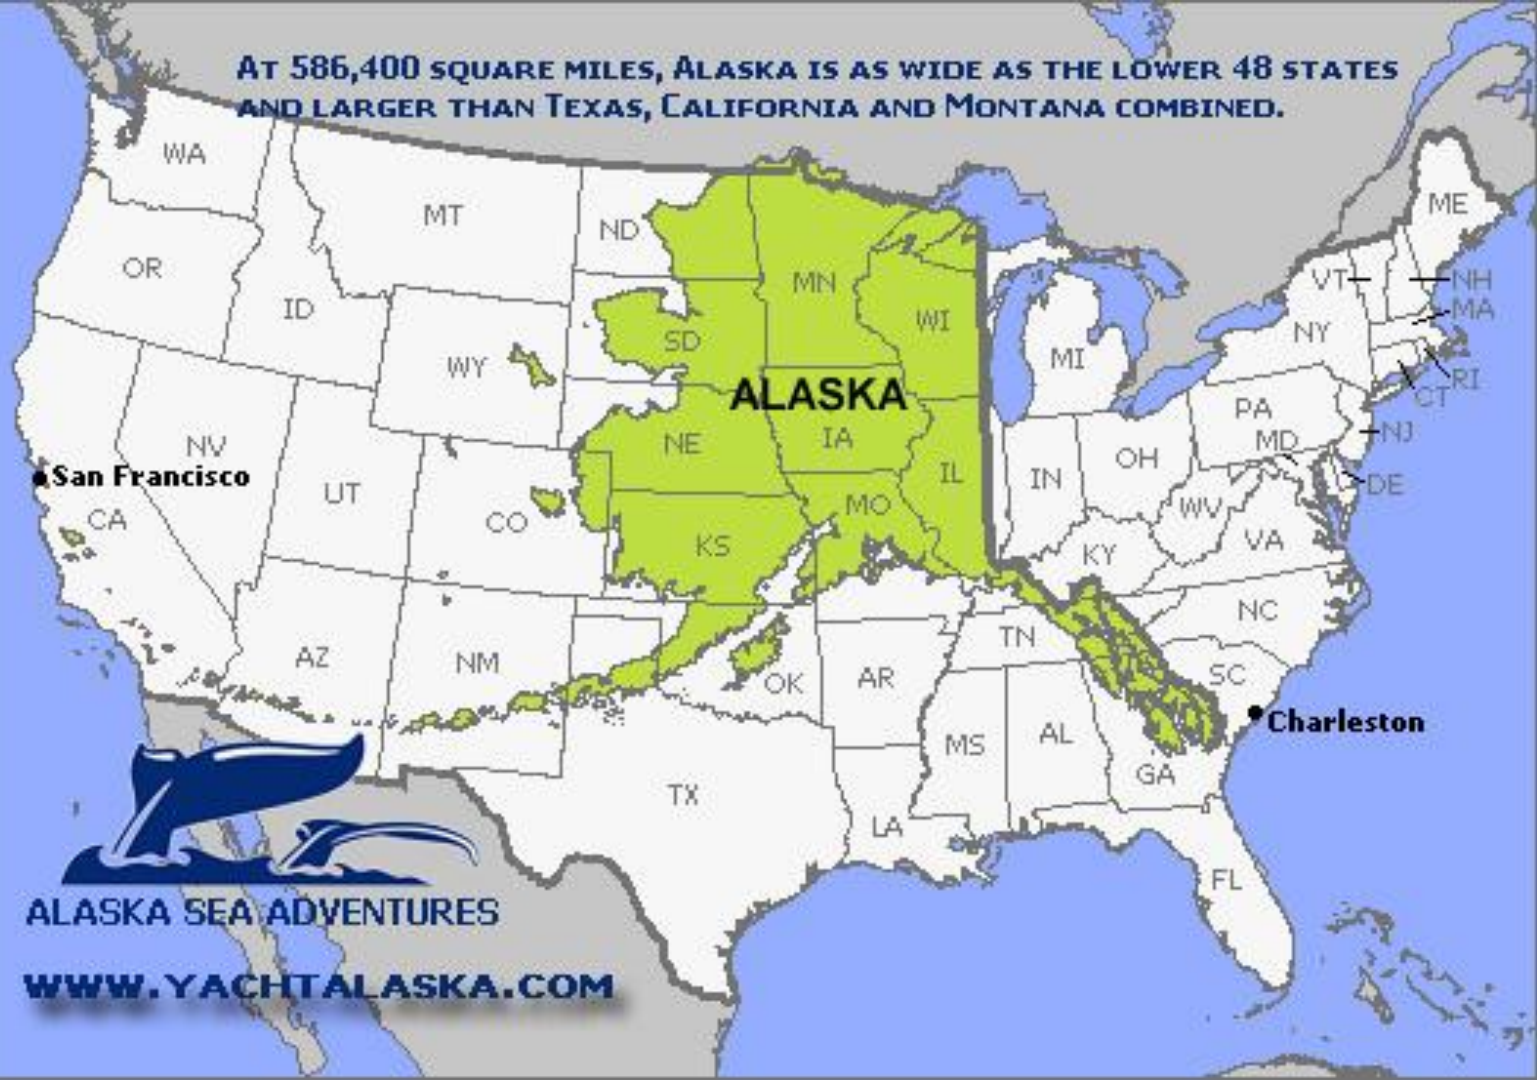 AT 586,400 SQUARE MILES, ALASKA IS AS WIDE AS THE LOWER 48 STATES
AND LARGER THAN TEXAS, CALIFORNIA AND MONTANA COMBINED.
WA
MT
ND
ME
OR
ID
MN
VT
NH
MA
WI
NY
SD
MI
WY
RI
CT
ALASKA
PA
NJ
MD
NV
NE
IA
OH
San Francisco
IL
IN
DE
UT
CA
CO
MO
WV
KS
KY
VA
NC
AZ
NM
TN
OK
AR
SC
Charleston
MS
AL
GA
TX
LA
FL
ALASKA SEA ADVENTURES
WWW.YACHTALASKA.COM